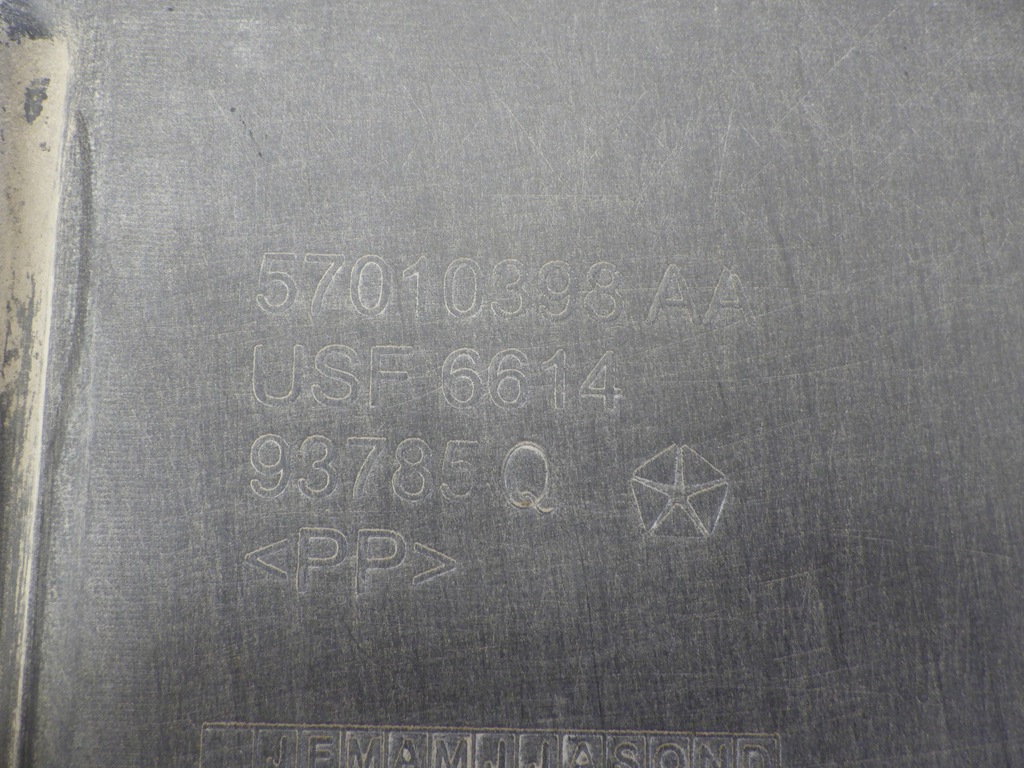 57010398 AA
USF 6614
93785 Q
<PP>
J F M A M J J A S O N D